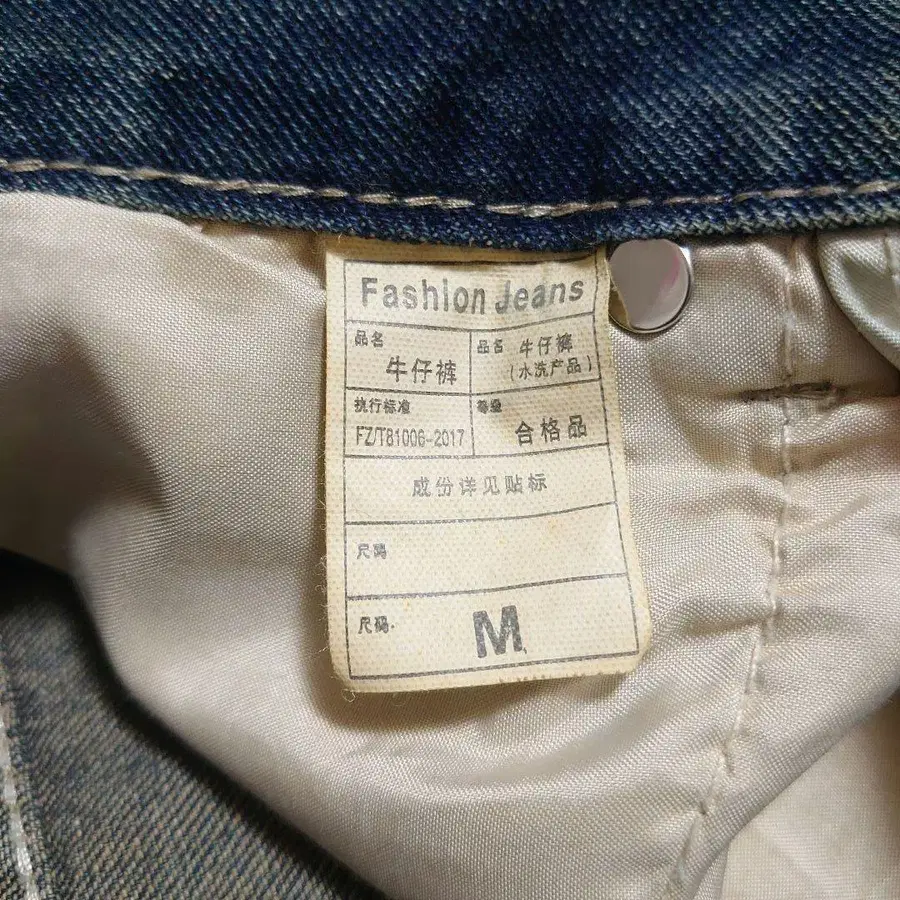 Fashion Jeans
品名
牛仔裤
品名
牛仔裤
(水洗产品)
执行标准
FZ/T81006-2017
等级
合格品
成份详见贴标
尺码
尺码:
M